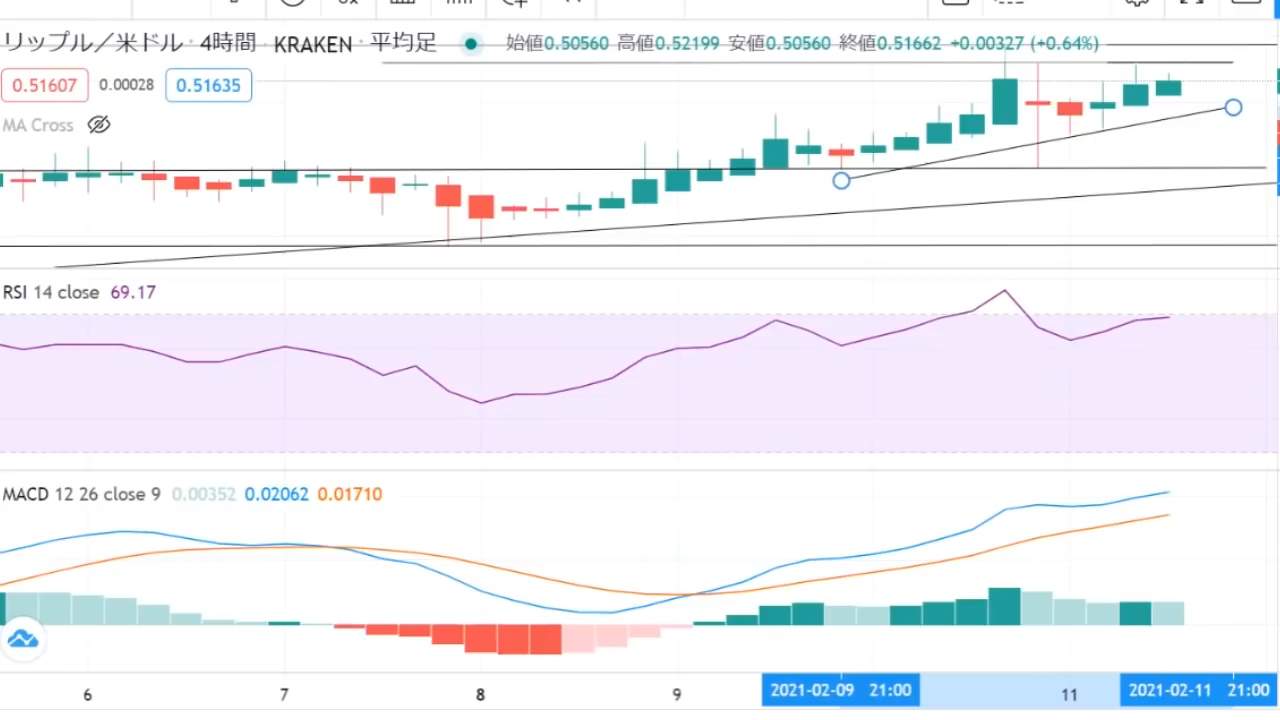 リップル／米ドル · 4時間 · KRAKEN · 平均足 始値0.50560 高値0.52199 安値0.50560 終値0.51662 +0.00327 (+0.64%)
0.51607 0.00028 0.51635
MA Cross
RSI 14 close 69.17
MACD 12 26 close 9 0.00352 0.02062 0.01710
6 7 8 9 2021-02-09 21:00 11 2021-02-11 21:00